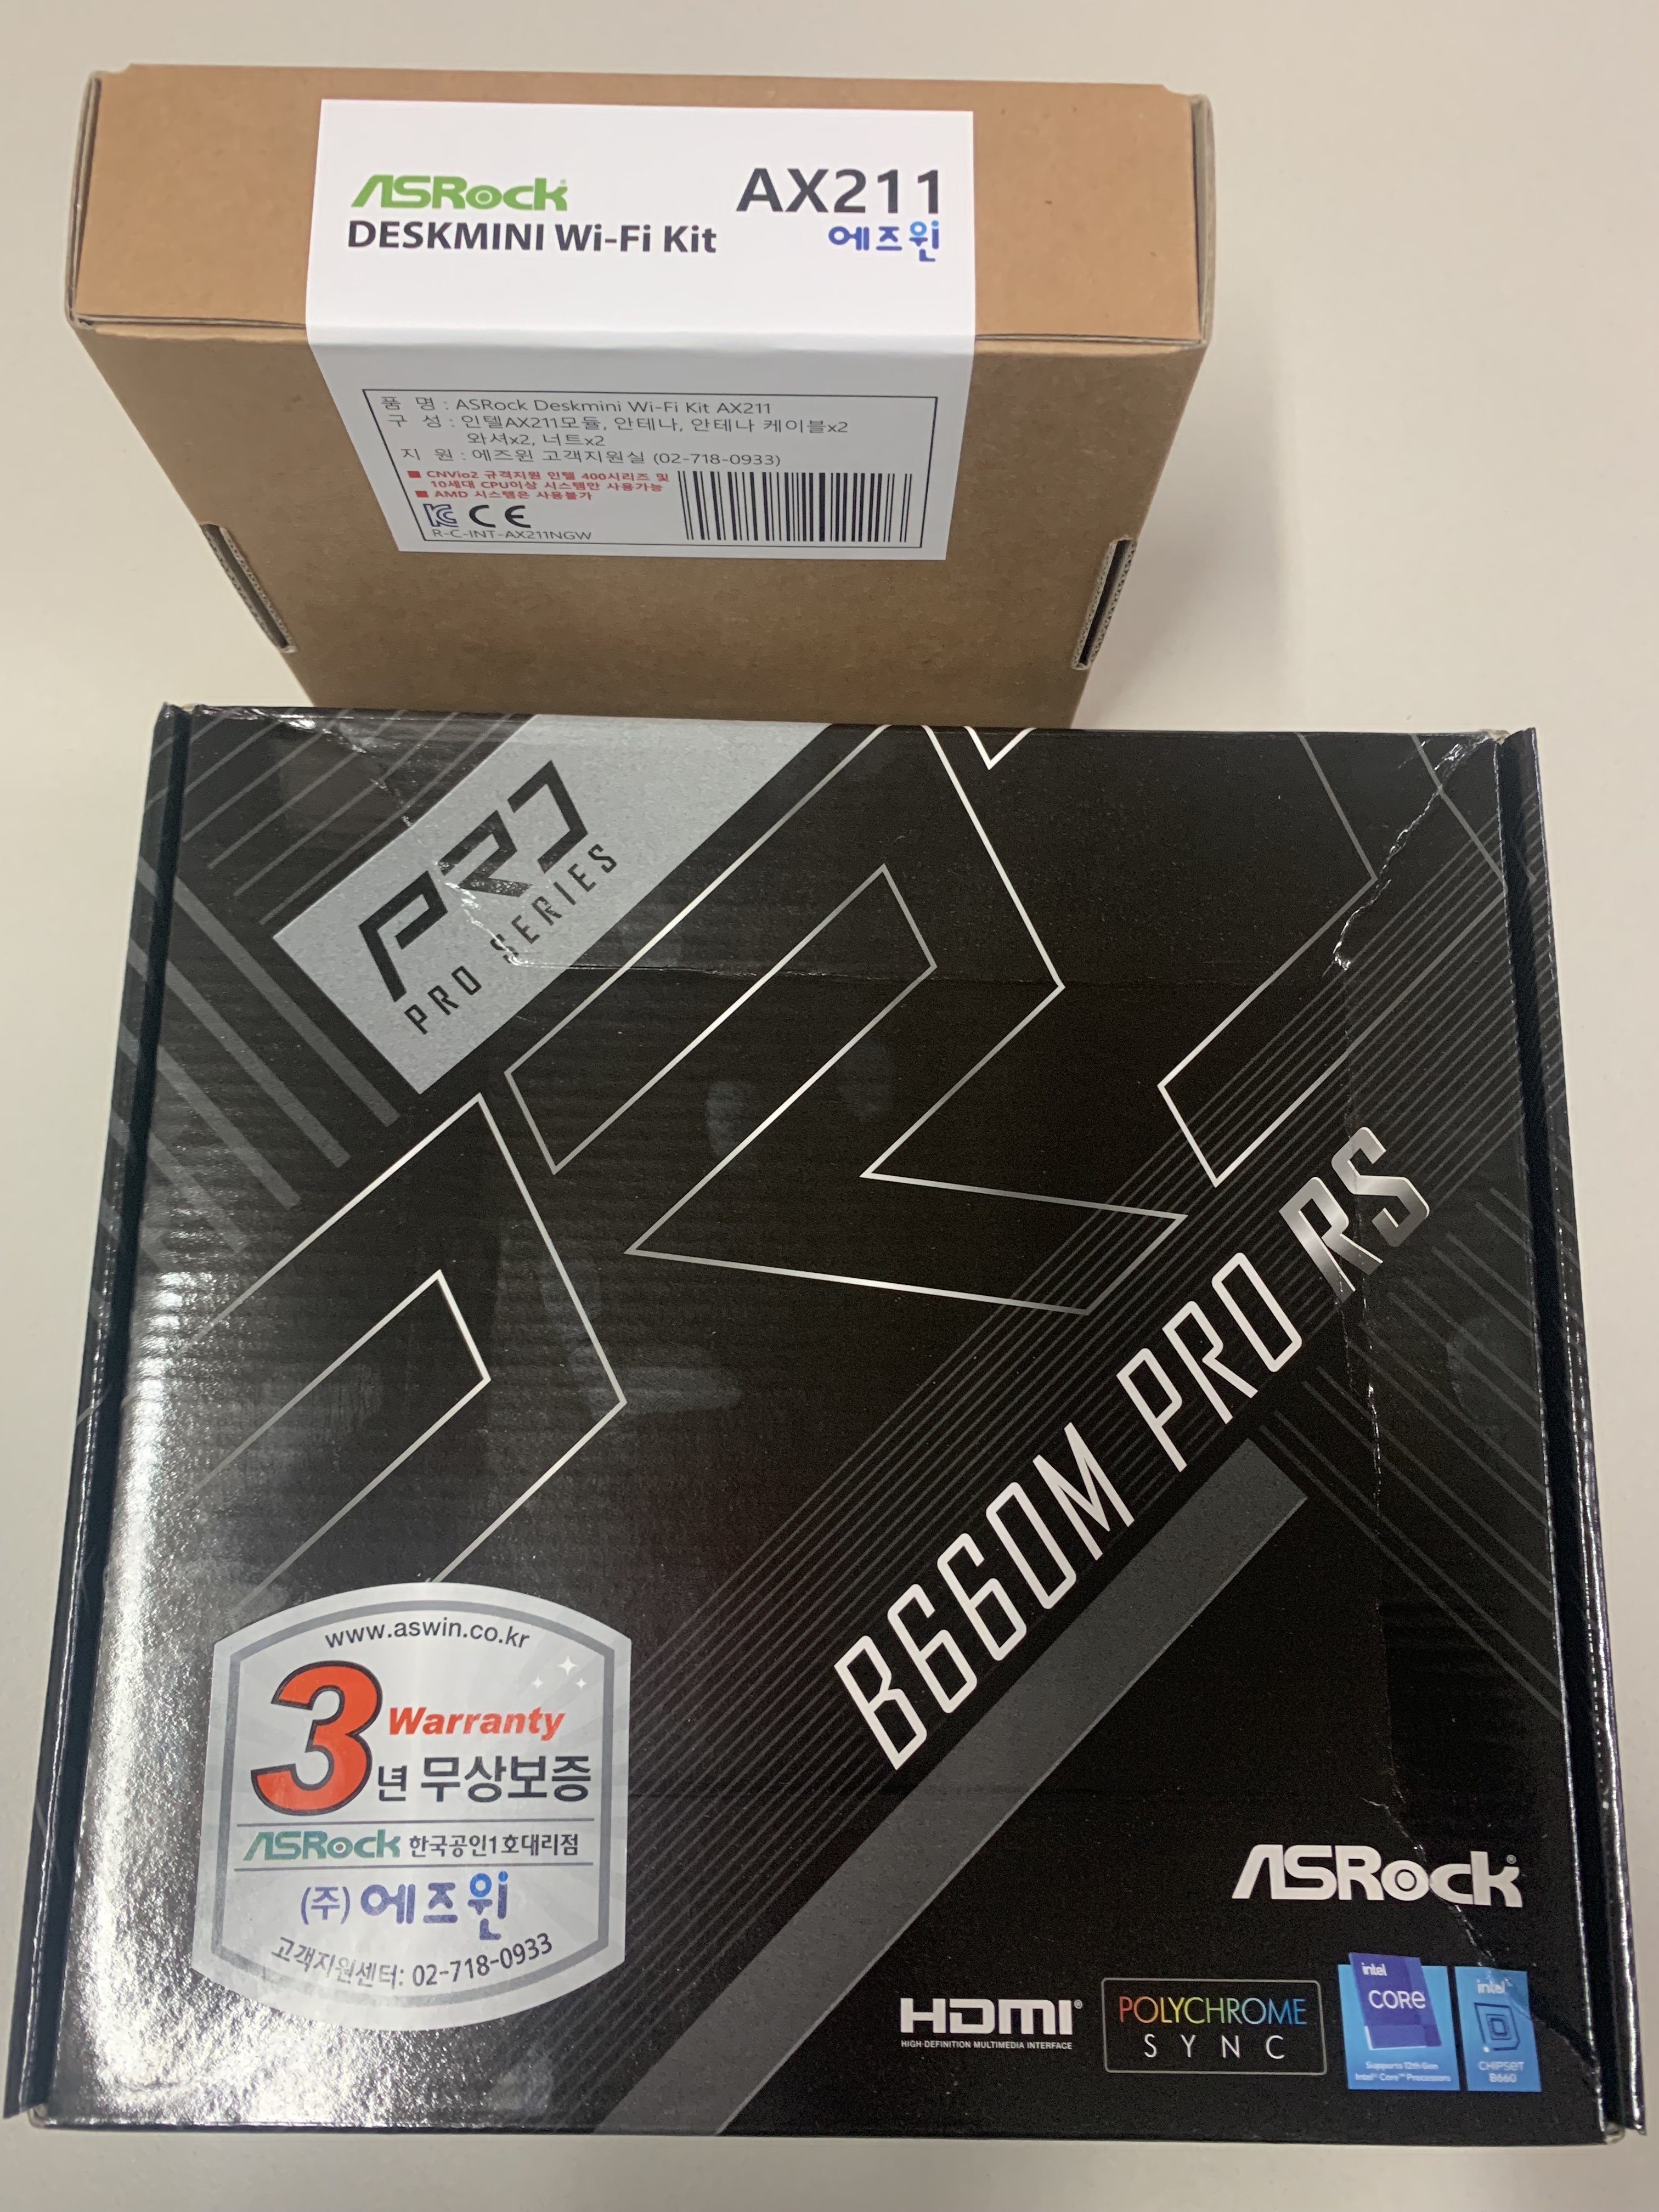 ASRock
AX211
DESKMINI Wi-Fi Kit
에즈윈
품 명 : ASRock Deskmini Wi-Fi Kit AX211
구 성 : 인텔AX211모듈, 안테나, 안테나 케이블x2
와셔x2, 너트x2
지 원 : 에즈윈 고객지원실 (02-718-0933)
■ CNVio2 규격지원 인텔 400시리즈 및
10세대 CPU이상 시스템만 사용가능
■ AMD 시스템은 사용불가
CE
R-C-INT-AX211NGW
PRO
PRO SERIES
B660M PRO RS
www.aswin.co.kr
3년 Warranty
무상보증
ASRock 한국공인1호대리점
(주) 에즈윈
고객지원센터: 02-718-0933
ASRock
HDMI
HIGH-DEFINITION MULTIMEDIA INTERFACE
POLYCHROME
SYNC
intel
CORE
Supports 12th Gen
Intel® Core™ Processors
intel
CHIPSET
B660